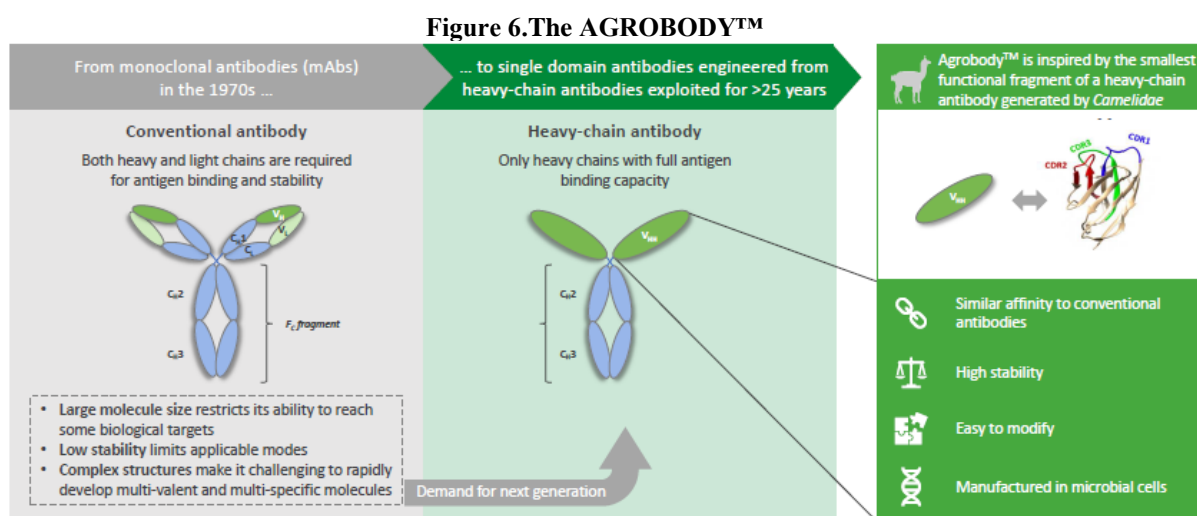 Figure 6.The AGROBODY™
From monoclonal antibodies (mAbs)
in the 1970s ...
... to single domain antibodies engineered from
heavy-chain antibodies exploited for >25 years
Agrobody™ is inspired by the smallest
functional fragment of a heavy-chain
antibody generated by Camelidae
Conventional antibody
Both heavy and light chains are required
for antigen binding and stability
VH
VL
CH1
CL
CH2
Fc fragment
CH3
• Large molecule size restricts its ability to reach
some biological targets
• Low stability limits applicable modes
• Complex structures make it challenging to rapidly
develop multi-valent and multi-specific molecules
Heavy-chain antibody
Only heavy chains with full antigen
binding capacity
VHH
CH2
CH3
Demand for next generation
VHH
CDR3
CDR1
CDR2
Similar affinity to conventional
antibodies
High stability
Easy to modify
Manufactured in microbial cells